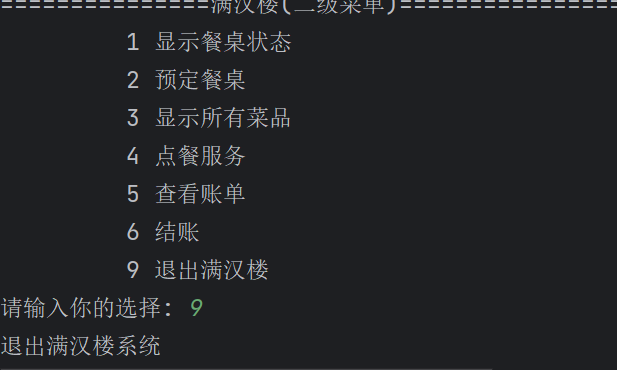 ===============满汉楼(二级菜单)================
1 显示餐桌状态
2 预定餐桌
3 显示所有菜品
4 点餐服务
5 查看账单
6 结账
9 退出满汉楼
请输入你的选择: 9
退出满汉楼系统